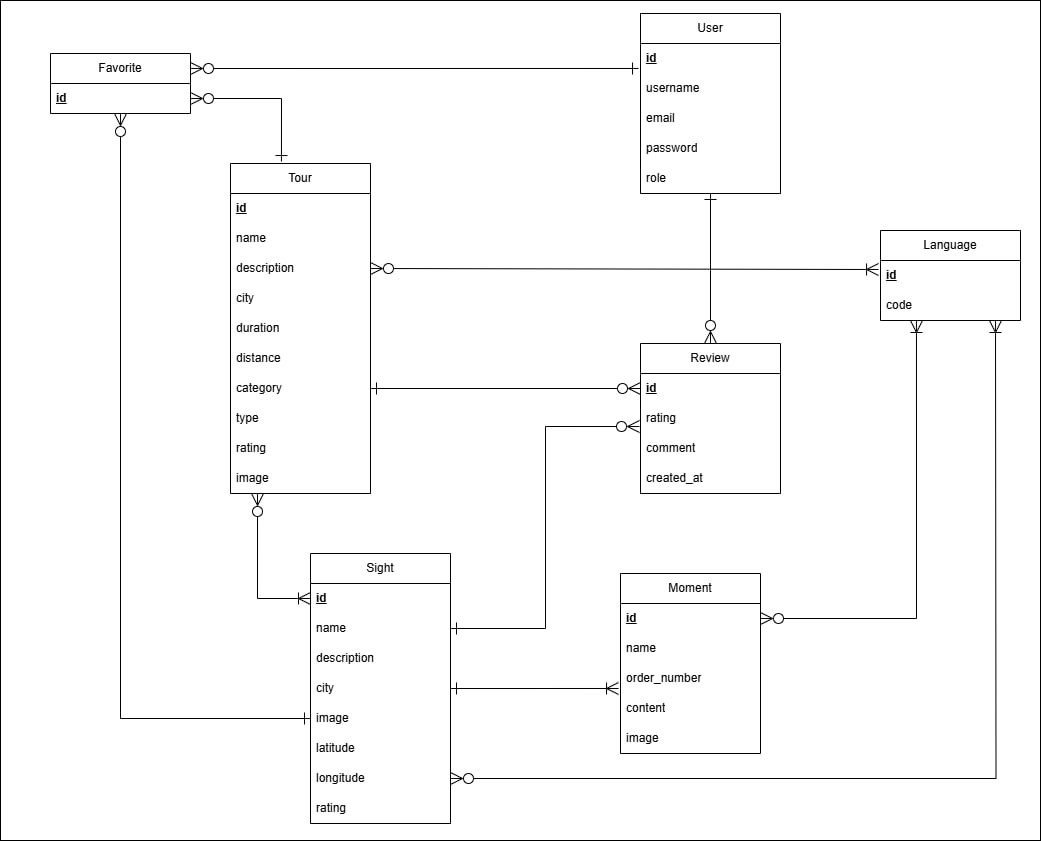 User
id
username
email
password
role
Favorite
id
Tour
id
name
description
city
duration
distance
category
type
rating
image
Language
id
code
Review
id
rating
comment
created_at
Sight
id
name
description
city
image
latitude
longitude
rating
Moment
id
name
order_number
content
image